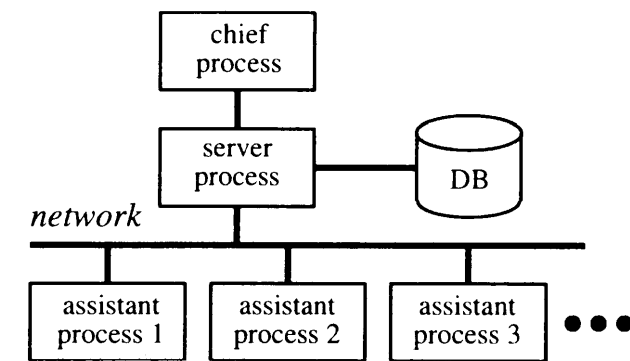 chief
process
server
process
DB
network
assistant
process 1
assistant
process 2
assistant
process 3